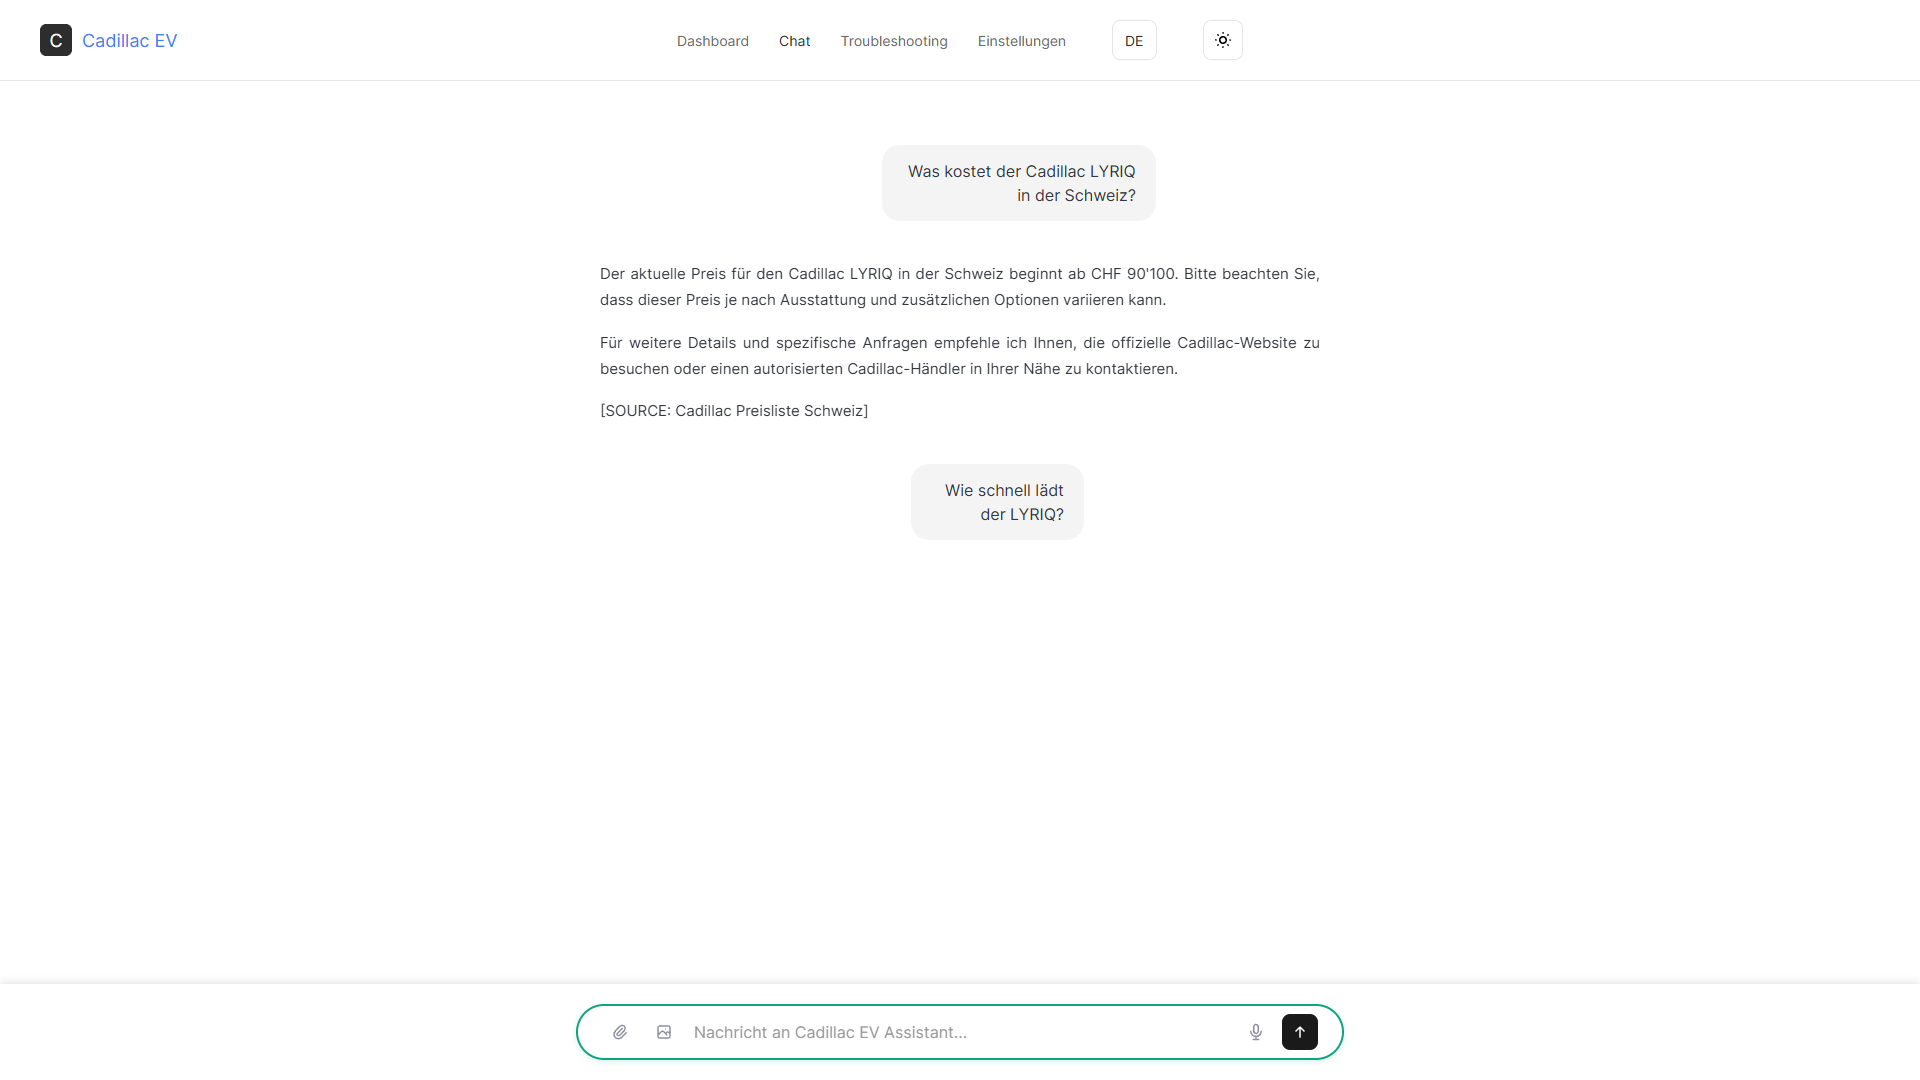 C Cadillac EV
Dashboard Chat Troubleshooting Einstellungen DE
Was kostet der Cadillac LYRIQ
in der Schweiz?
Der aktuelle Preis für den Cadillac LYRIQ in der Schweiz beginnt ab CHF 90'100. Bitte beachten Sie,
dass dieser Preis je nach Ausstattung und zusätzlichen Optionen variieren kann.
Für weitere Details und spezifische Anfragen empfehle ich Ihnen, die offizielle Cadillac-Website zu
besuchen oder einen autorisierten Cadillac-Händler in Ihrer Nähe zu kontaktieren.
[SOURCE: Cadillac Preisliste Schweiz]
Wie schnell lädt
der LYRIQ?
Nachricht an Cadillac EV Assistant...